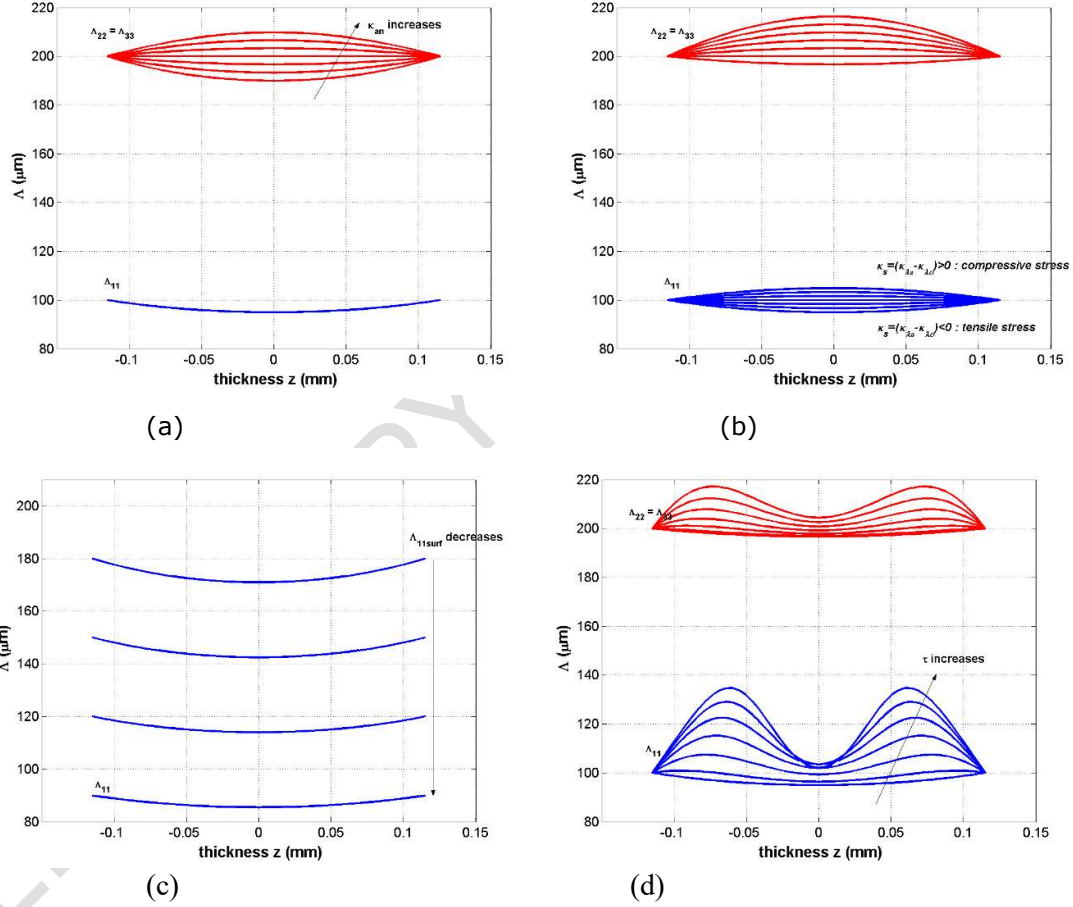 220
200
180
160
140
120
100
80
Λ (μm)
Λ22 = Λ33
κan increases
Λ11
-0.1 -0.05 0 0.05 0.1 0.15
thickness z (mm)
(a)
220
200
180
160
140
120
100
80
Λ (μm)
Λ22 = Λ33
κs=(κλs-κλc)>0 : compressive stress
Λ11
κs=(κλs-κλc)<0 : tensile stress
-0.1 -0.05 0 0.05 0.1 0.15
thickness z (mm)
(b)
200
180
160
140
120
100
80
Λ (μm)
Λ11surf decreases
Λ11
-0.1 -0.05 0 0.05 0.1 0.15
thickness z (mm)
(c)
220
200
180
160
140
120
100
80
Λ (μm)
Λ22 = Λ33
τ increases
Λ11
-0.1 -0.05 0 0.05 0.1 0.15
thickness z (mm)
(d)